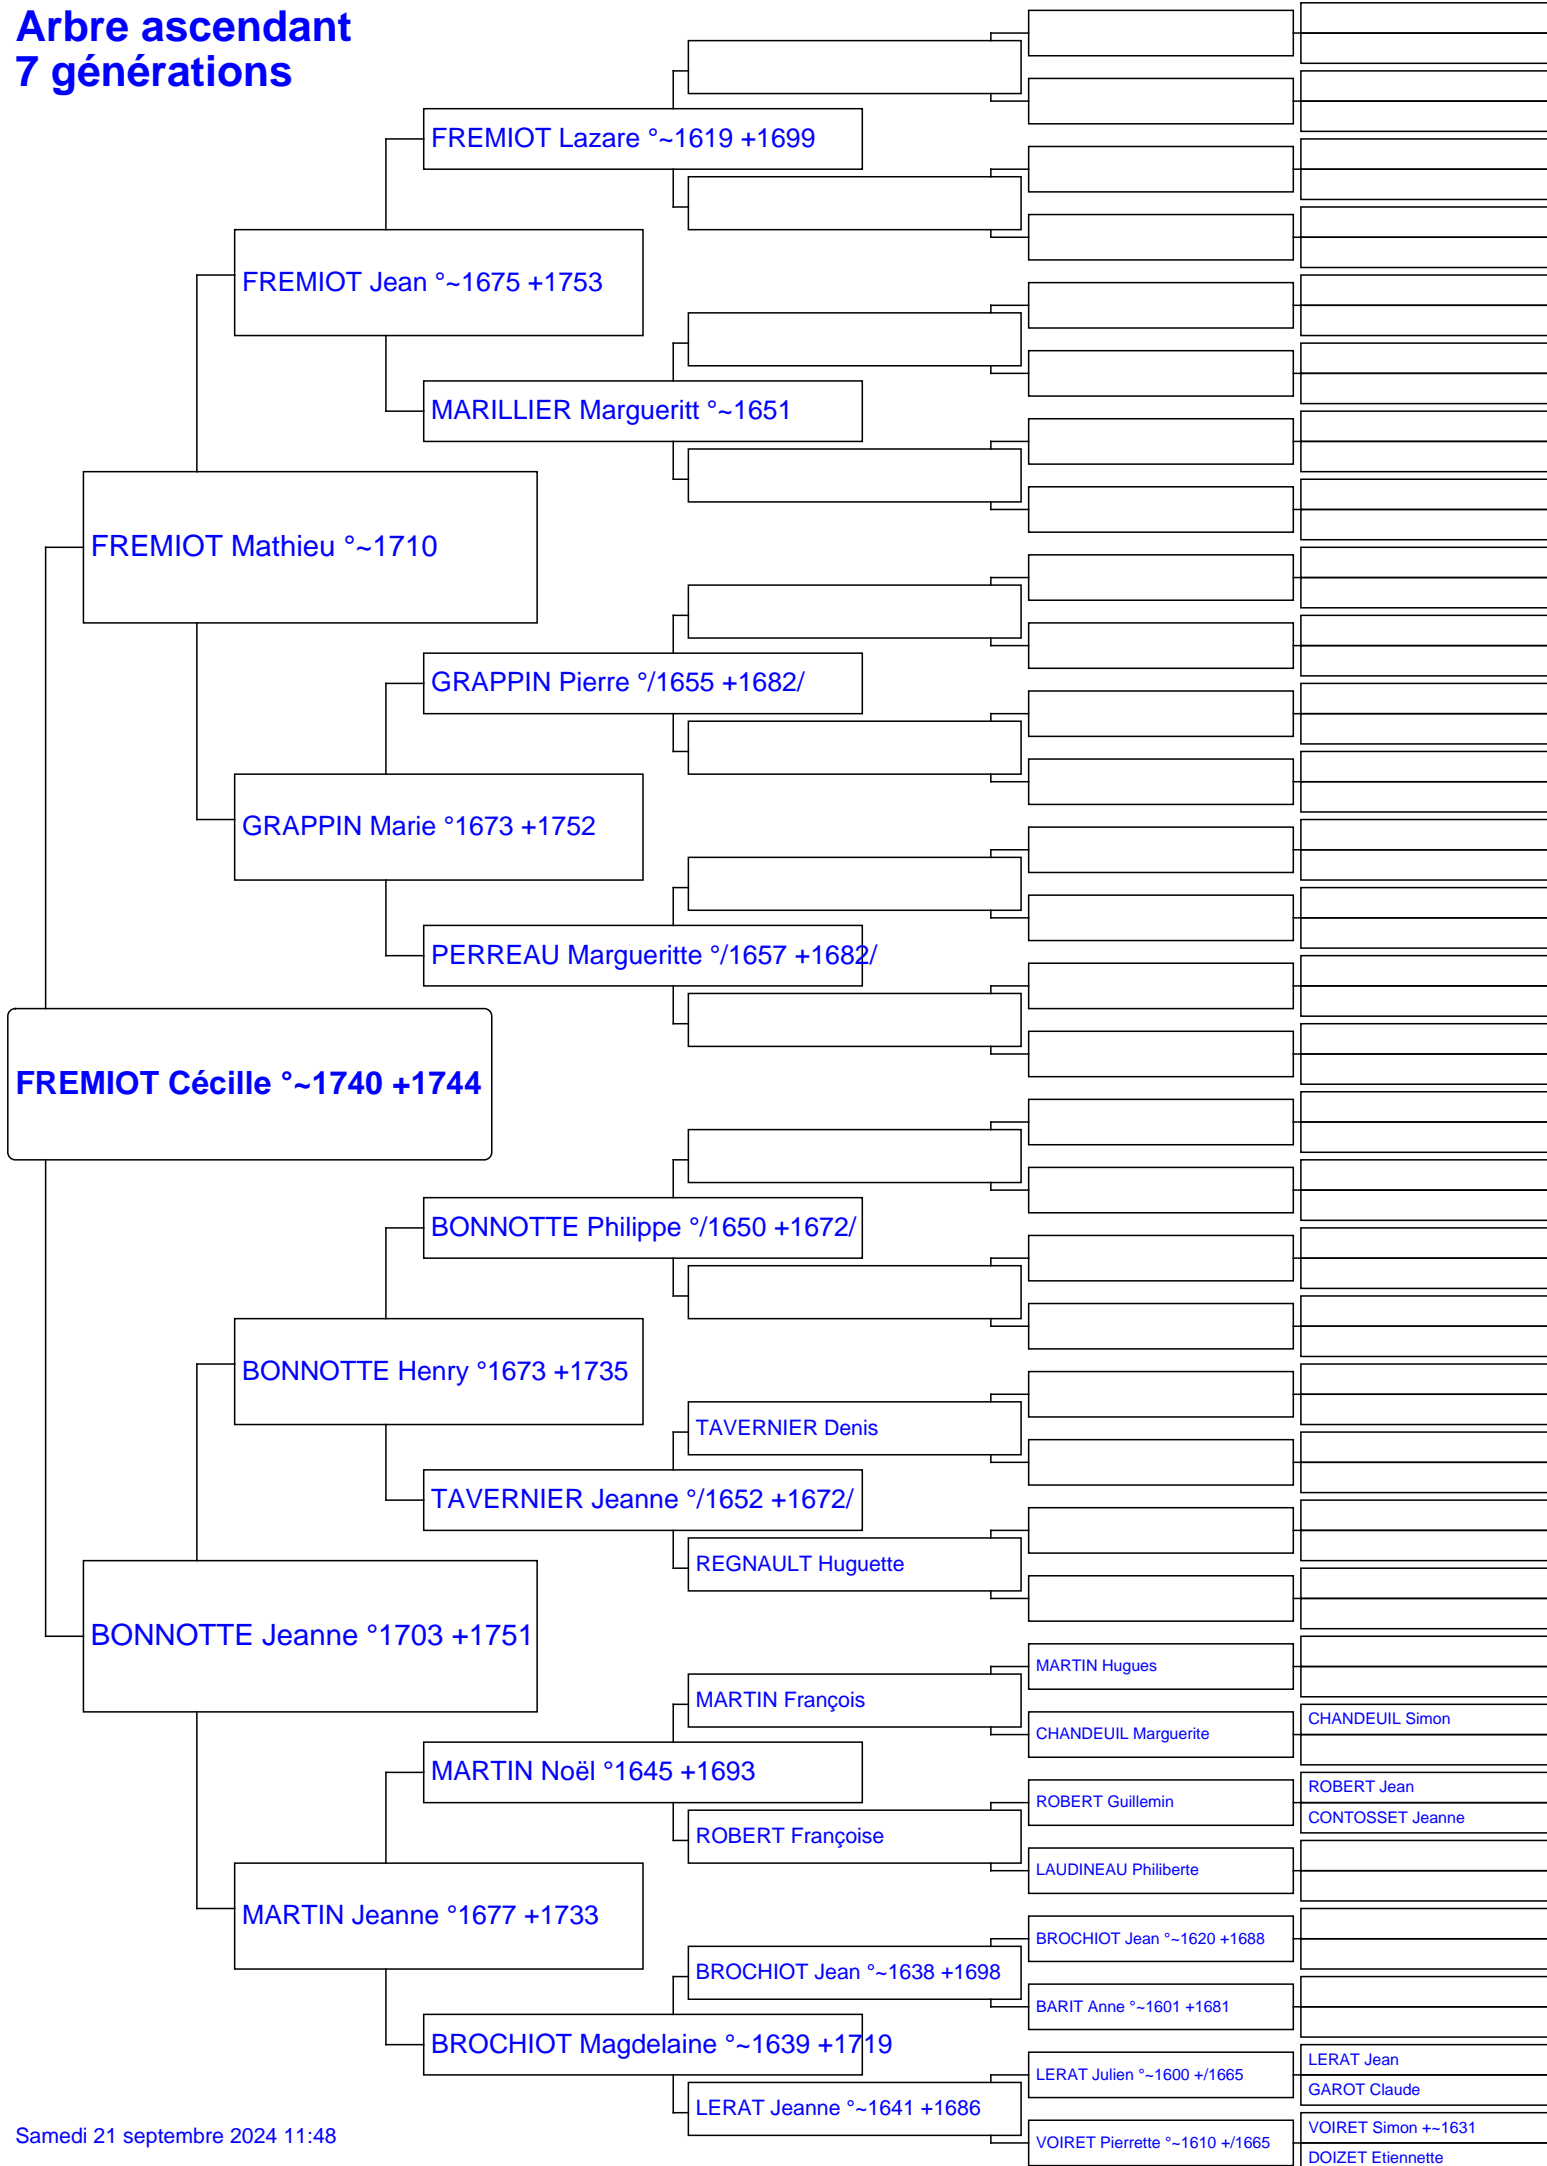 Arbre ascendant
7 générations
FREMIOT Lazare °~1619 +1699
FREMIOT Jean °~1675 +1753
MARILLIER Margueritt °~1651
FREMIOT Mathieu °~1710
GRAPPIN Pierre °/1655 +1682/
GRAPPIN Marie °1673 +1752
PERREAU Margueritte °/1657 +1682/
FREMIOT Cécille °~1740 +1744
BONNOTTE Philippe °/1650 +1672/
BONNOTTE Henry °1673 +1735
TAVERNIER Denis
TAVERNIER Jeanne °/1652 +1672/
REGNAULT Huguette
BONNOTTE Jeanne °1703 +1751
MARTIN Hugues
MARTIN François
CHANDEUIL Simon
CHANDEUIL Marguerite
MARTIN Noël °1645 +1693
ROBERT Jean
ROBERT Guillemin
CONTOSSET Jeanne
ROBERT Françoise
LAUDINEAU Philiberte
MARTIN Jeanne °1677 +1733
BROCHIOT Jean °~1620 +1688
BROCHIOT Jean °~1638 +1698
BARIT Anne °~1601 +1681
BROCHIOT Magdelaine °~1639 +1719
LERAT Jean
LERAT Julien °~1600 +/1665
GAROT Claude
LERAT Jeanne °~1641 +1686
VOIRET Simon +~1631
VOIRET Pierrette °~1610 +/1665
DOIZET Etiennette
Samedi 21 septembre 2024 11:48